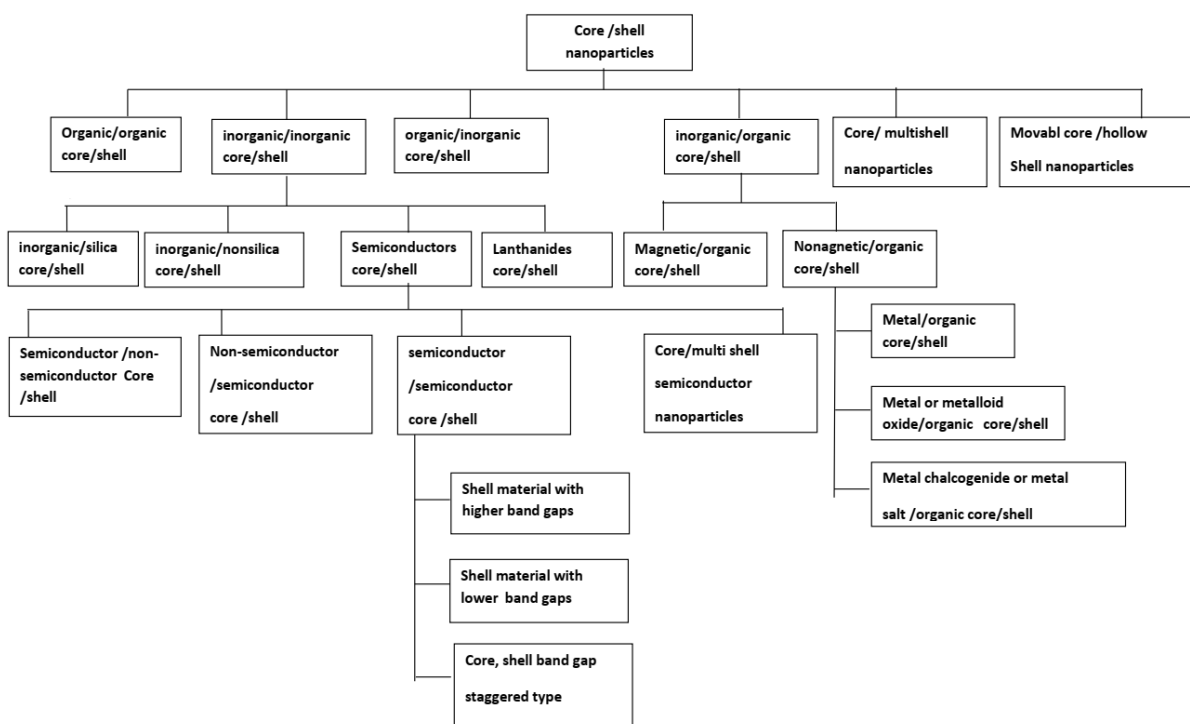 Core /shell
nanoparticles
Organic/organic
core/shell
inorganic/inorganic
core/shell
organic/inorganic
core/shell
inorganic/organic
core/shell
Core/ multishell
nanoparticles
Movabl core /hollow
Shell nanoparticles
inorganic/silica
core/shell
inorganic/nonsilica
core/shell
Semiconductors
core/shell
Lanthanides
core/shell
Magnetic/organic
core/shell
Nonagnetic/organic
core/shell
Metal/organic
core/shell
Metal or metalloid
oxide/organic core/shell
Metal chalcogenide or metal
salt /organic core/shell
Semiconductor /non-
semiconductor Core
/shell
Non-semiconductor
/semiconductor
core /shell
semiconductor
/semiconductor
core /shell
Core/multi shell
semiconductor
nanoparticles
Shell material with
higher band gaps
Shell material with
lower band gaps
Core, shell band gap
staggered type